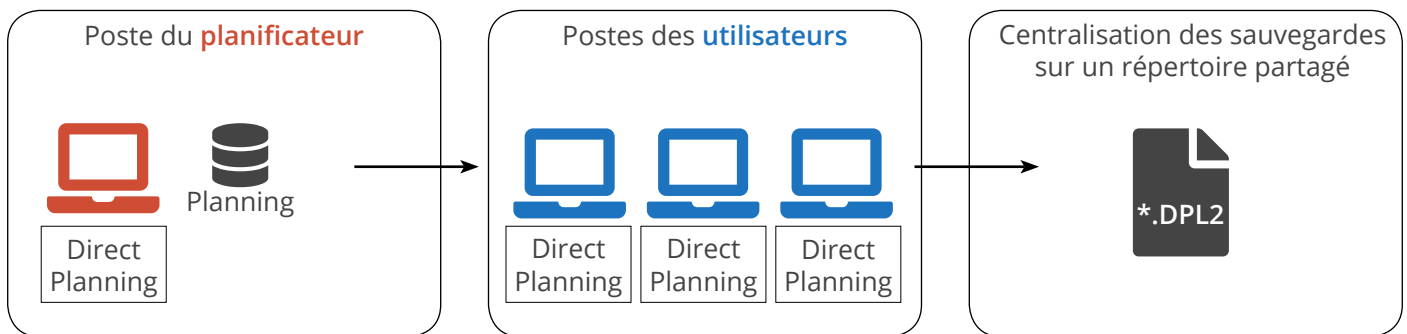 Poste du planificateur
Planning
Direct
Planning
Postes des utilisateurs
Direct
Planning
Direct
Planning
Direct
Planning
Centralisation des sauvegardes
sur un répertoire partagé
*.DPL2